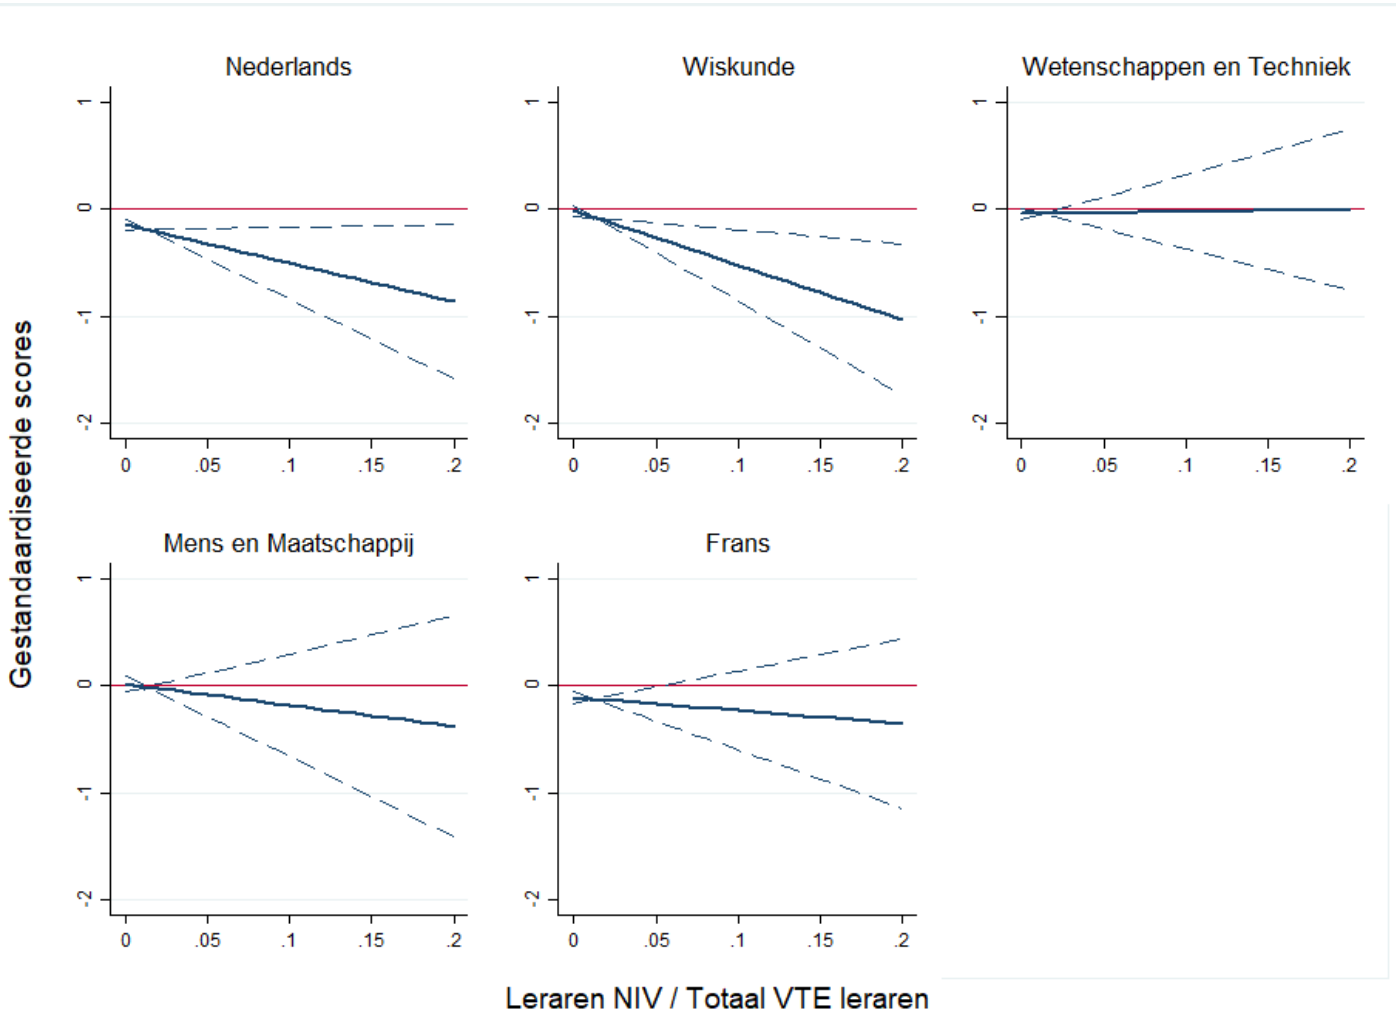 Nederlands
Wiskunde
Wetenschappen en Techniek
1
0
-1
-2
0 .05 .1 .15 .2
1
0
-1
-2
0 .05 .1 .15 .2
1
0
-1
-2
0 .05 .1 .15 .2
Gestandaardiseerde scores
Mens en Maatschappij
Frans
1
0
-1
-2
0 .05 .1 .15 .2
1
0
-1
-2
0 .05 .1 .15 .2
Leraren NIV / Totaal VTE leraren